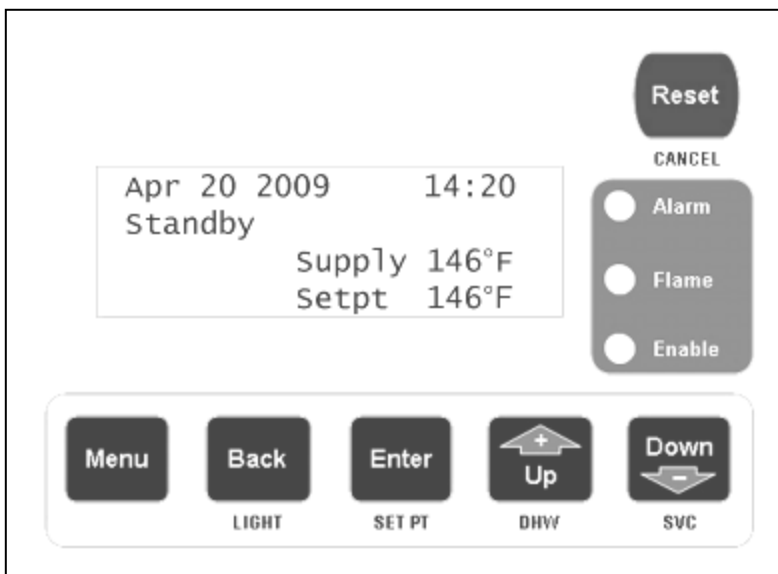 Reset
CANCEL
Apr 20 2009 14:20
Standby
Supply 146°F
Setpt 146°F
Alarm
Flame
Enable
Menu
Back
Enter
+
Up
Down
-
LIGHT
SET PT
DHW
SVC